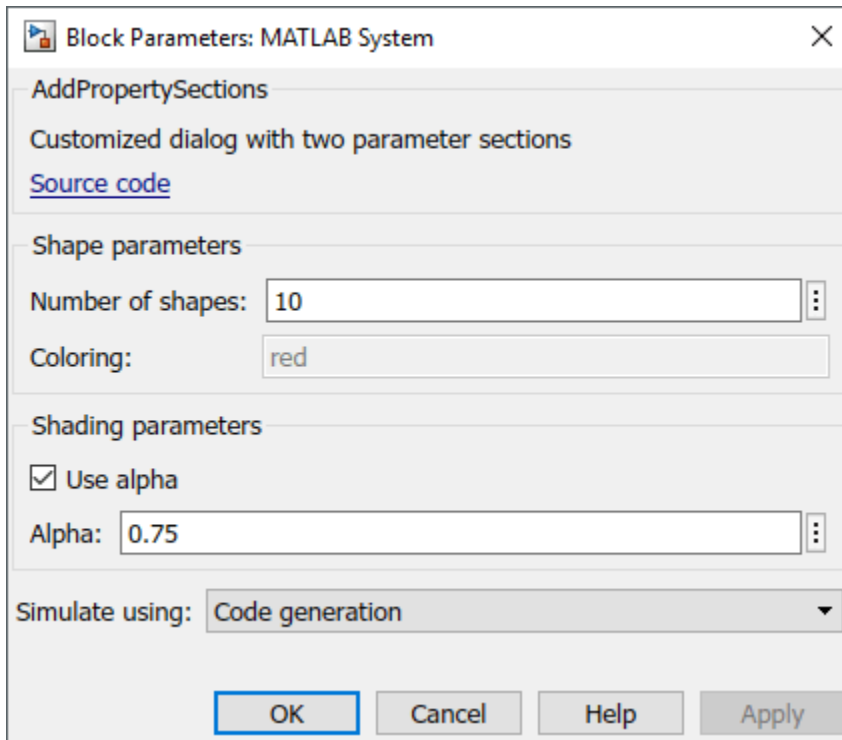 Block Parameters: MATLAB System
AddPropertySections
Customized dialog with two parameter sections
Source code
Shape parameters
Number of shapes: 10
Coloring: red
Shading parameters
Use alpha
Alpha: 0.75
Simulate using: Code generation
OK Cancel Help Apply